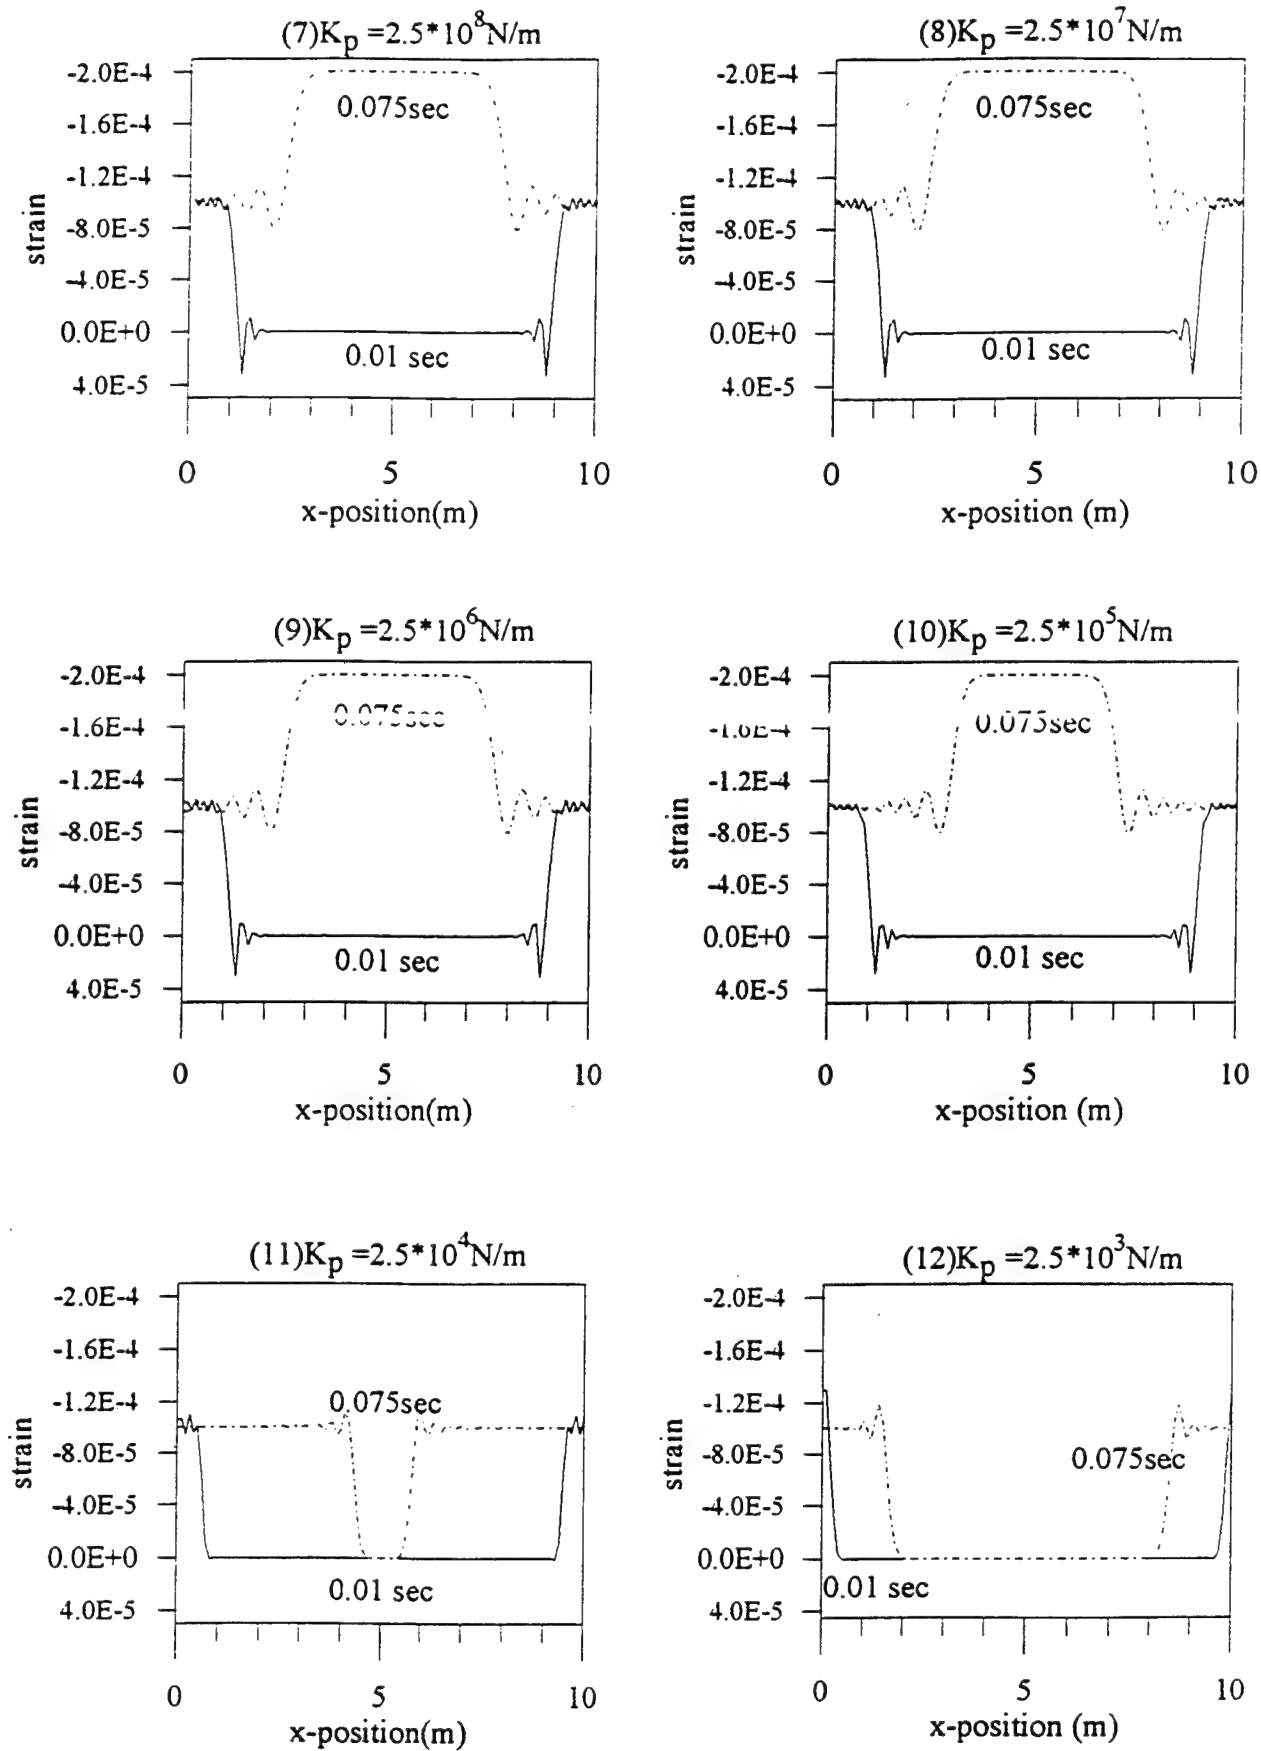 (7)Kp =2.5*10^8N/m
-2.0E-4
-1.6E-4
-1.2E-4
-8.0E-5
-4.0E-5
0.0E+0
4.0E-5
strain
0.075sec
0.01 sec
0 5 10
x-position(m)
(8)Kp =2.5*10^7N/m
-2.0E-4
-1.6E-4
-1.2E-4
-8.0E-5
-4.0E-5
0.0E+0
4.0E-5
strain
0.075sec
0.01 sec
0 5 10
x-position (m)
(9)Kp =2.5*10^6N/m
-2.0E-4
-1.6E-4
-1.2E-4
-8.0E-5
-4.0E-5
0.0E+0
4.0E-5
strain
0.075sec
0.01 sec
0 5 10
x-position(m)
(10)Kp =2.5*10^5N/m
-2.0E-4
-1.6E-4
-1.2E-4
-8.0E-5
-4.0E-5
0.0E+0
4.0E-5
strain
0.075sec
0.01 sec
0 5 10
x-position (m)
(11)Kp =2.5*10^4N/m
-2.0E-4
-1.6E-4
-1.2E-4
-8.0E-5
-4.0E-5
0.0E+0
4.0E-5
strain
0.075sec
0.01 sec
0 5 10
x-position(m)
(12)Kp =2.5*10^3N/m
-2.0E-4
-1.6E-4
-1.2E-4
-8.0E-5
-4.0E-5
0.0E+0
4.0E-5
strain
0.075sec
0.01 sec
0 5 10
x-position (m)